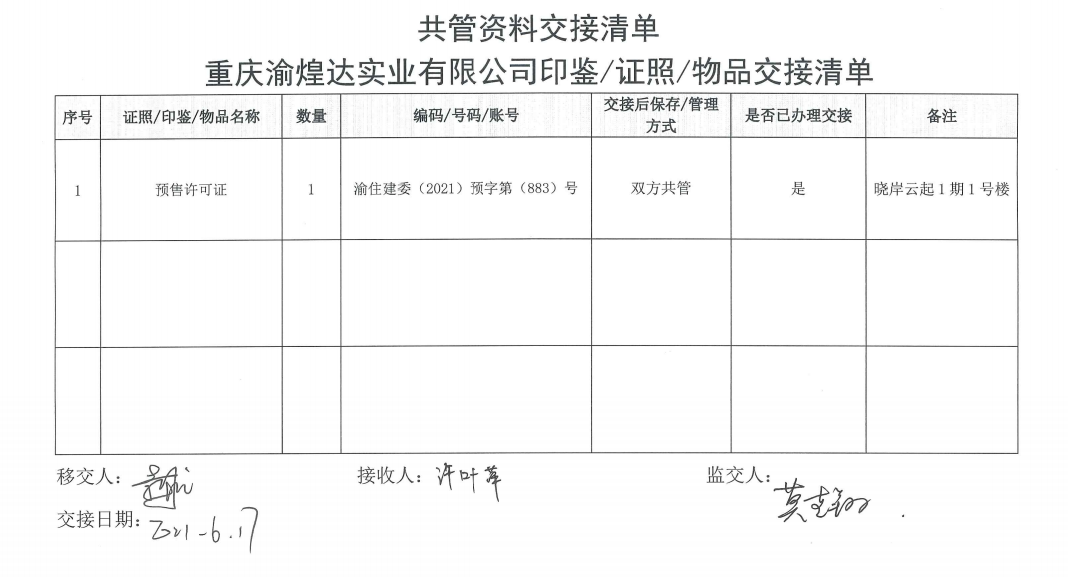 共管资料交接清单
重庆渝煌达实业有限公司印鉴/证照/物品交接清单
序号 证照/印鉴/物品名称 数量 编码/号码/账号 交接后保存/管理方式 是否已办理交接 备注
1 预售许可证 1 渝住建委（2021）预字第（883）号 双方共管 是 晓岸云起1期1号楼
移交人： 接收人：许叶苹 监交人：
交接日期：2021-6.17